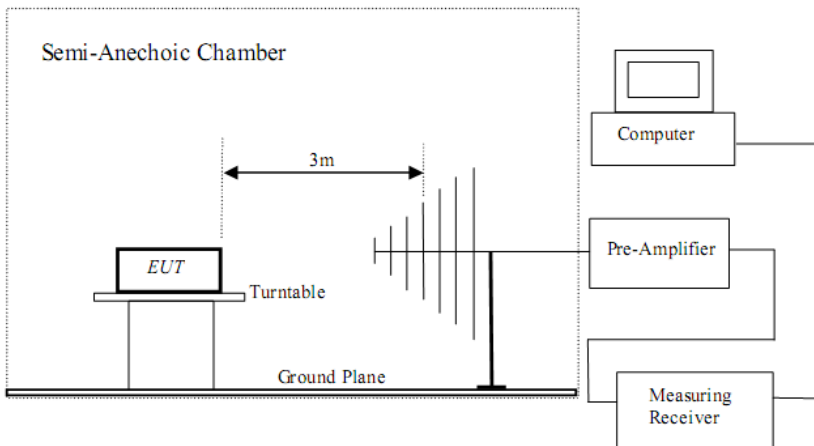 Semi-Anechoic Chamber
Computer
3m
Pre-Amplifier
EUT
Turntable
Ground Plane
Measuring
Receiver